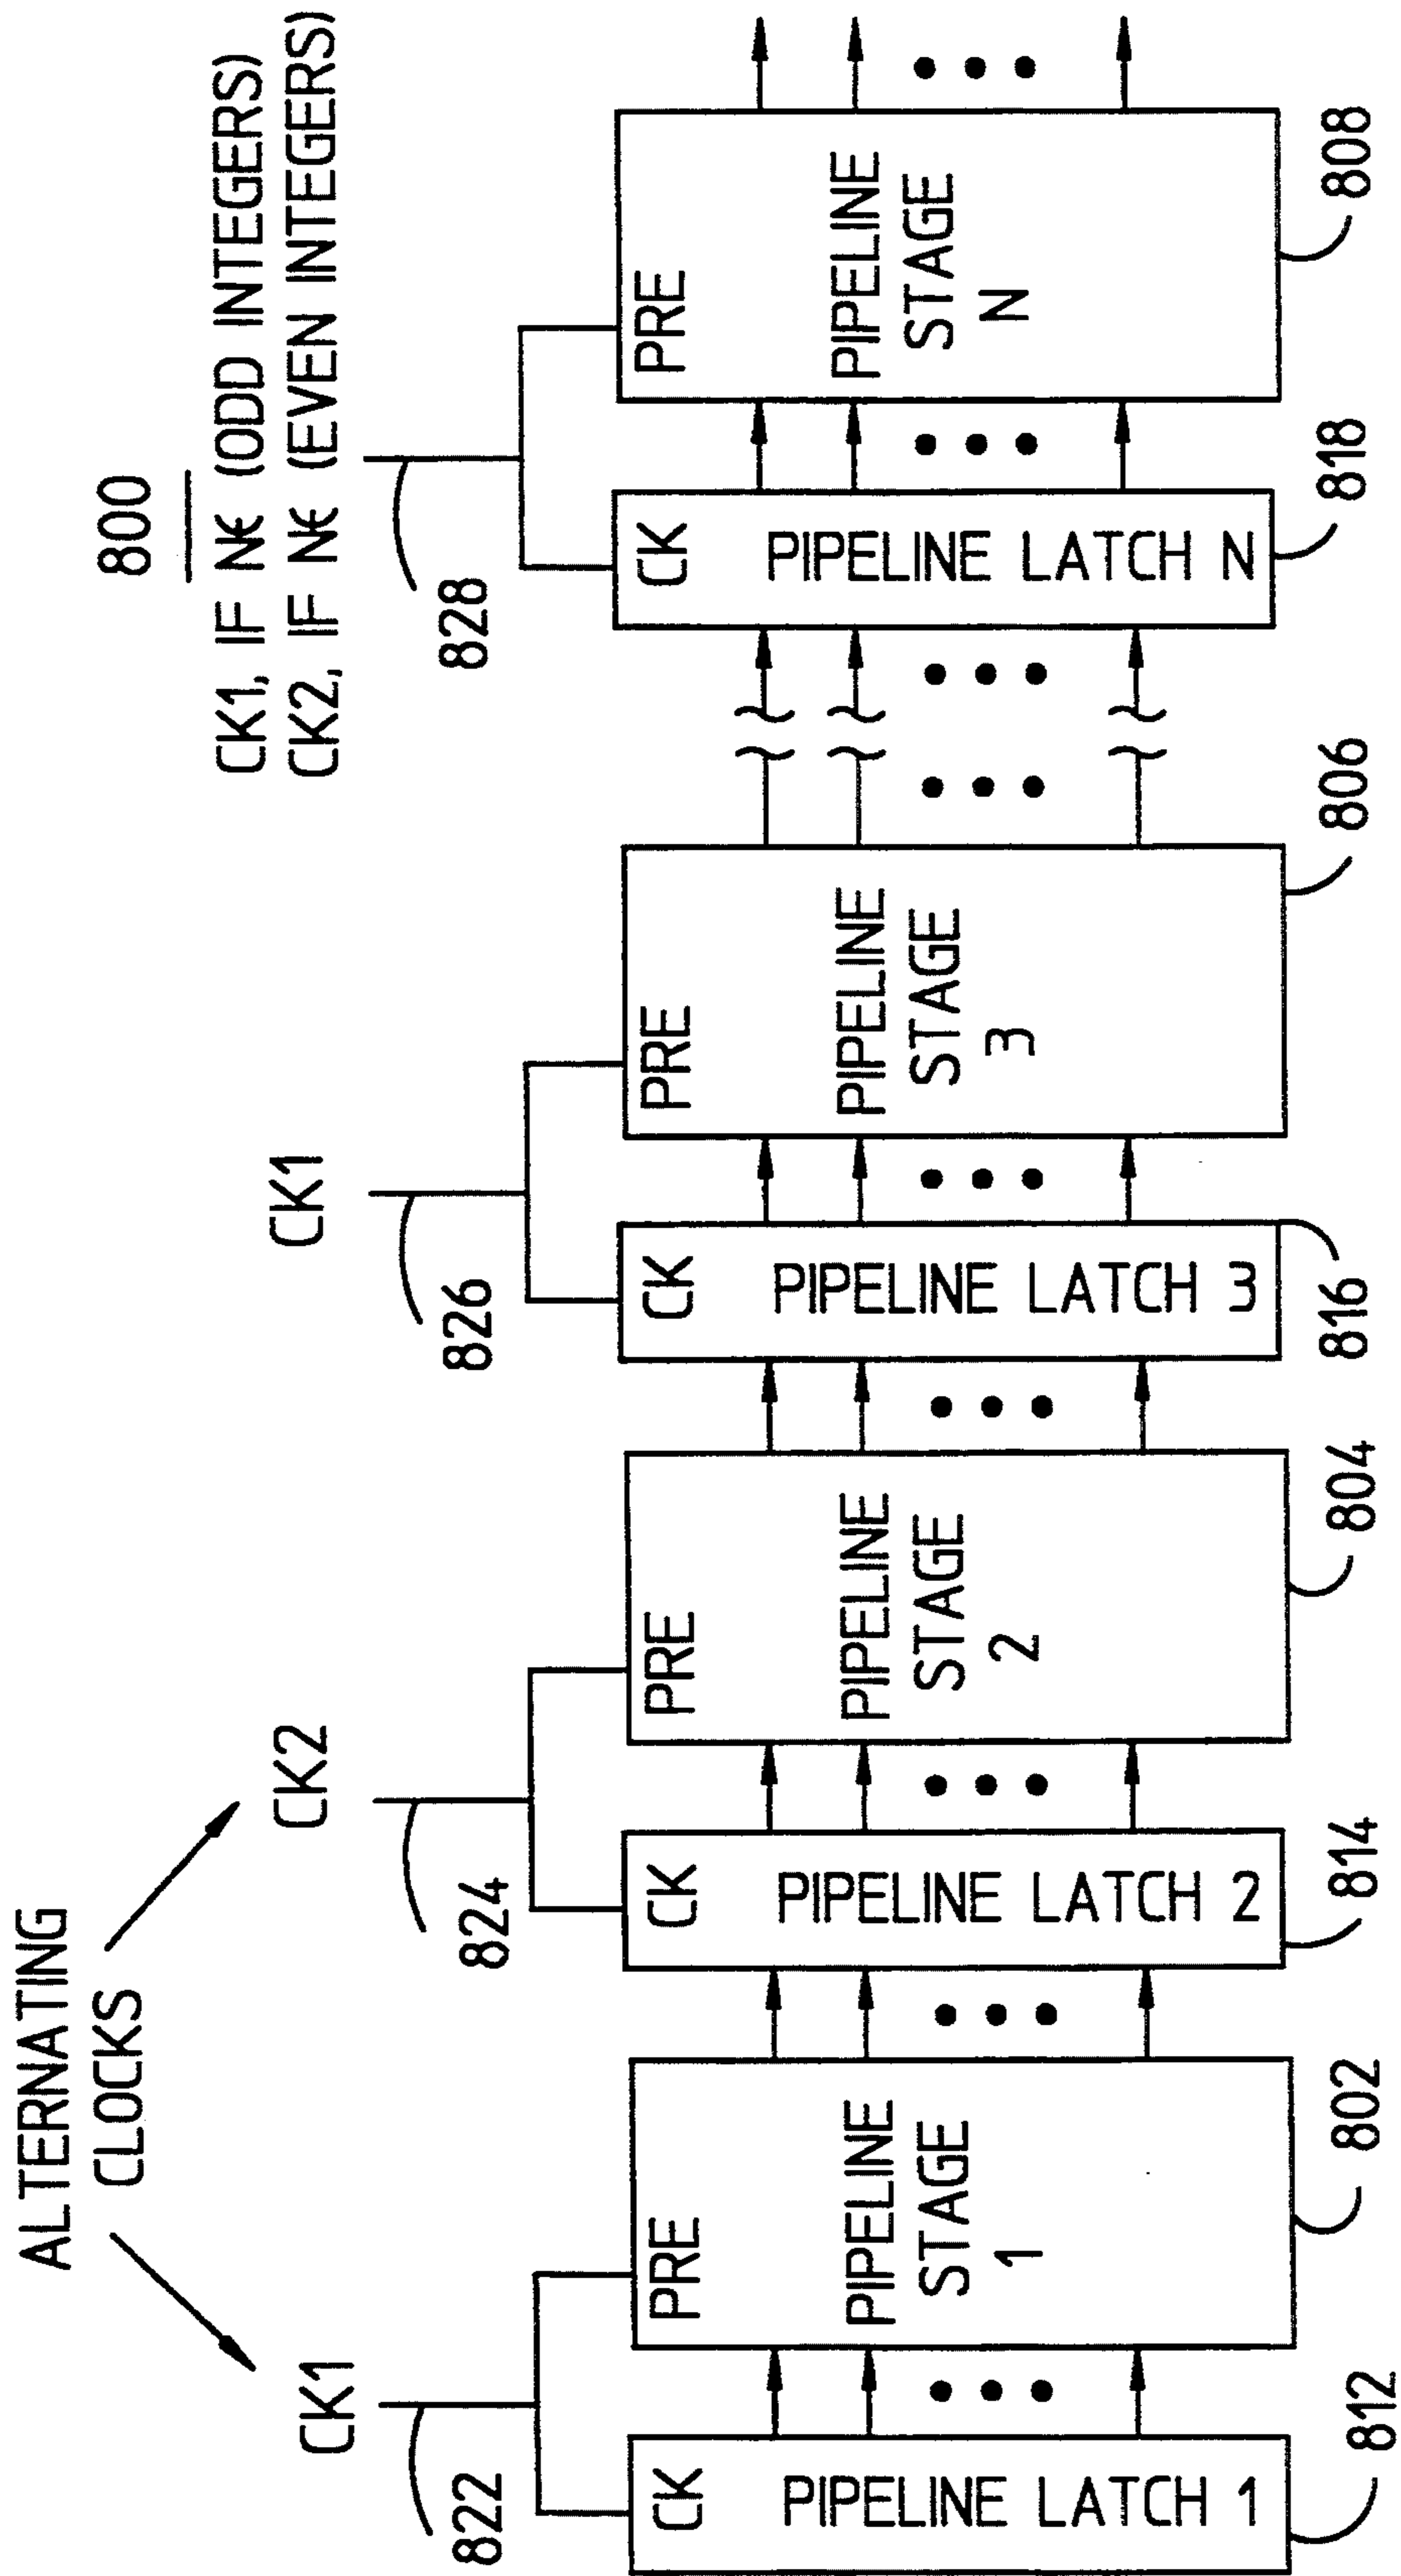 800
ALTERNATING
CLOCKS
CK1
CK2
CK1
CK1, IF NЄ (ODD INTEGERS)
CK2, IF NЄ (EVEN INTEGERS)
822
824
826
828
CK
PIPELINE LATCH 1
PRE
PIPELINE
STAGE
1
CK
PIPELINE LATCH 2
PRE
PIPELINE
STAGE
2
CK
PIPELINE LATCH 3
PRE
PIPELINE
STAGE
3
CK
PIPELINE LATCH N
PRE
PIPELINE
STAGE
N
812
802
814
804
816
806
818
808